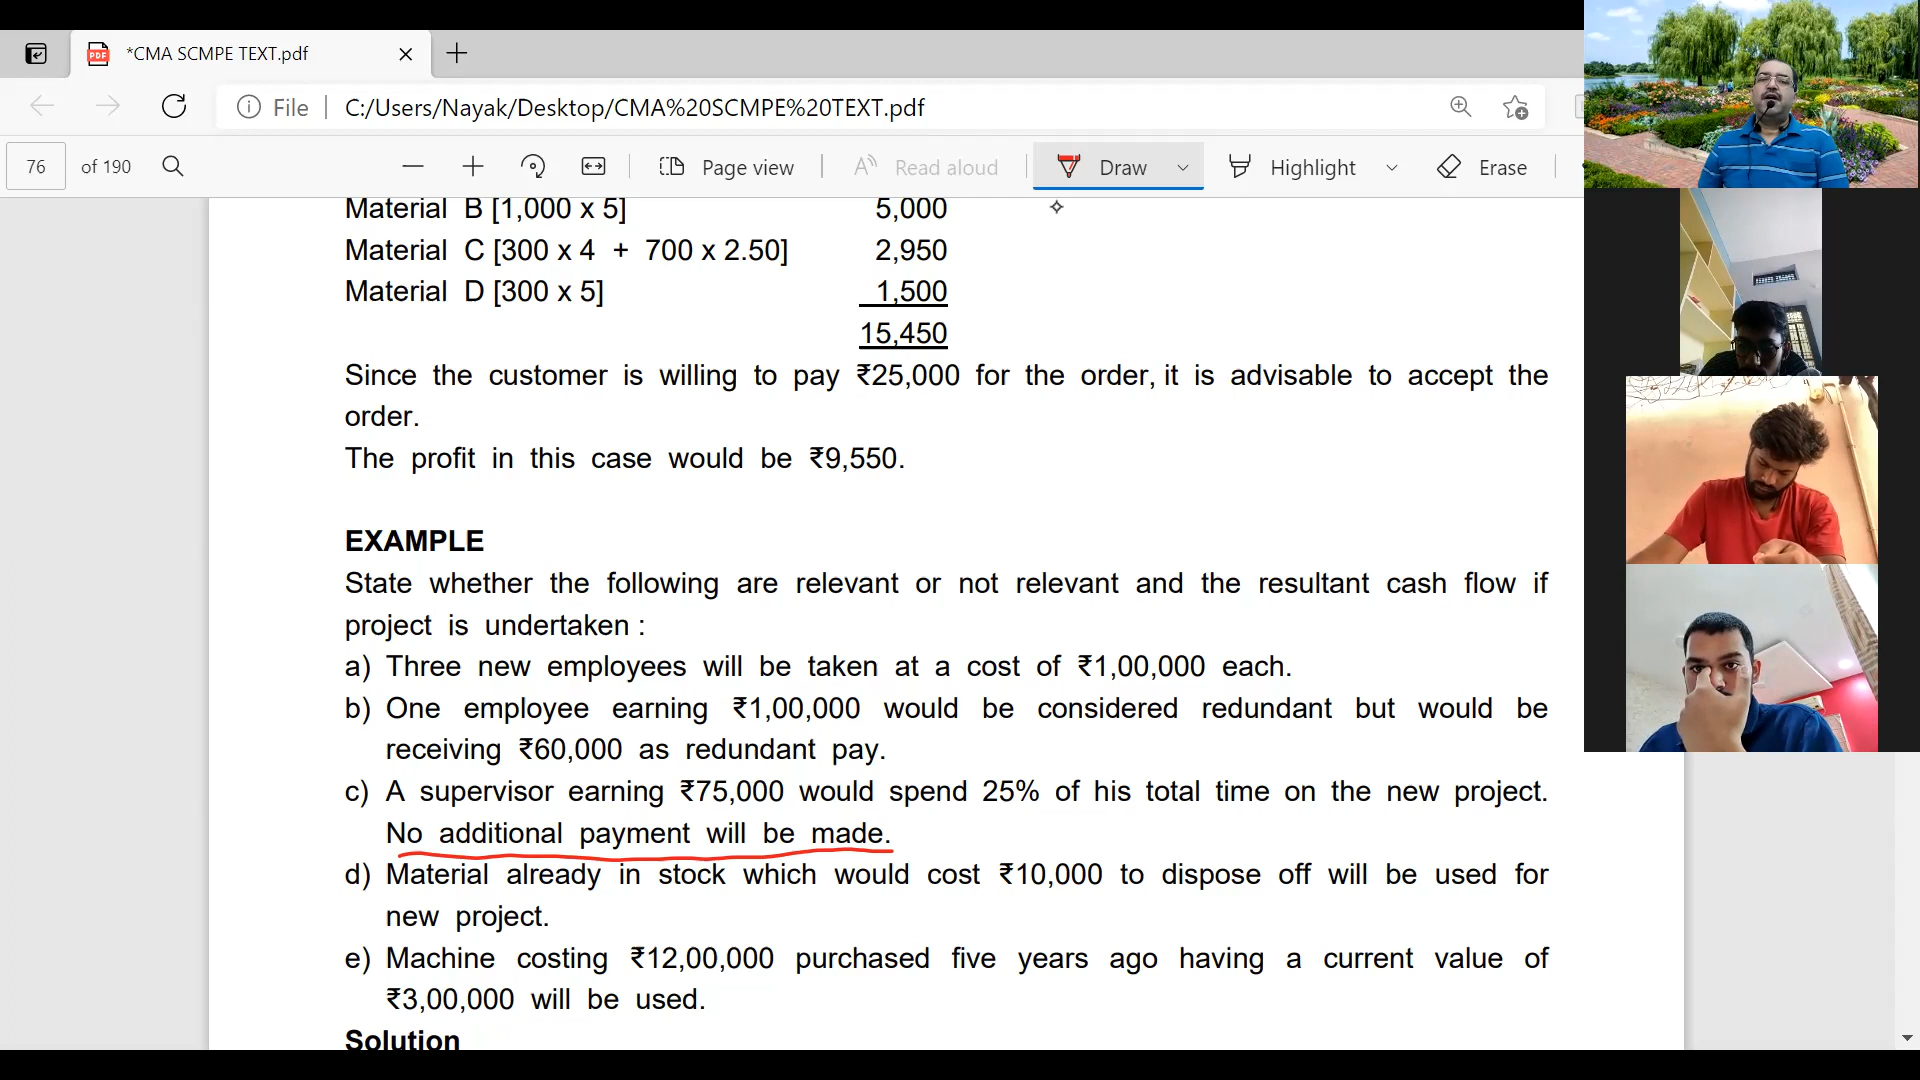 *CMA SCMPE TEXT.pdf
File | C:/Users/Nayak/Desktop/CMA%20SCMPE%20TEXT.pdf
76 of 190 Page view Read aloud Draw Highlight Erase
Material B [1,000 x 5] 5,000
Material C [300 x 4 + 700 x 2.50] 2,950
Material D [300 x 5] 1,500
15,450
Since the customer is willing to pay ₹25,000 for the order, it is advisable to accept the
order.
The profit in this case would be ₹9,550.
EXAMPLE
State whether the following are relevant or not relevant and the resultant cash flow if
project is undertaken :
a) Three new employees will be taken at a cost of ₹1,00,000 each.
b) One employee earning ₹1,00,000 would be considered redundant but would be
receiving ₹60,000 as redundant pay.
c) A supervisor earning ₹75,000 would spend 25% of his total time on the new project.
No additional payment will be made.
d) Material already in stock which would cost ₹10,000 to dispose off will be used for
new project.
e) Machine costing ₹12,00,000 purchased five years ago having a current value of
₹3,00,000 will be used.
Solution